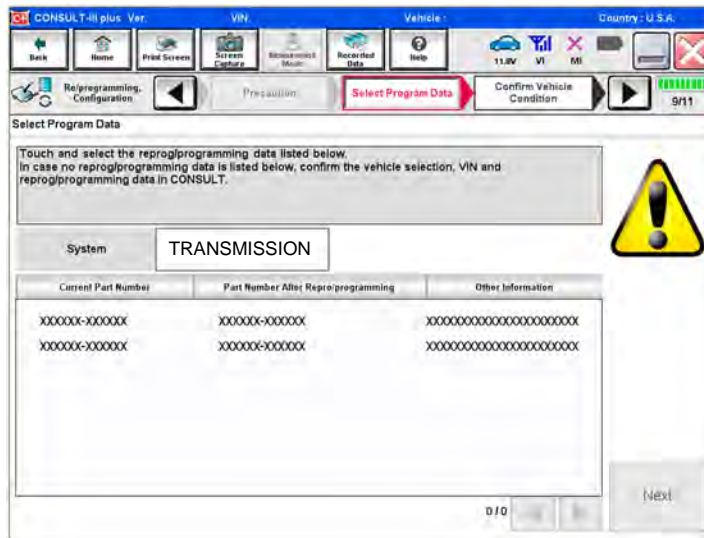 CONSULT-III plus Ver. VIN: Vehicle : Country : U.S.A.
Back Home Print Screen Screen Capture Measurement Mode Recorded Data Help 11.8V VI MI
Re/programming, Configuration Precaution Select Program Data Confirm Vehicle Condition 9/11
Select Program Data
Touch and select the reprog/programming data listed below.
In case no reprog/programming data is listed below, confirm the vehicle selection, VIN and
reprog/programming data in CONSULT.
System TRANSMISSION
Current Part Number Part Number After Repro/programming Other Information
XXXXXX-XXXXXX XXXXXX-XXXXXX XXXXXXXXXXXXXXXXXXXXXXX
XXXXXX-XXXXXX XXXXXX-XXXXXX XXXXXXXXXXXXXXXXXXXXXXX
0/0
Next